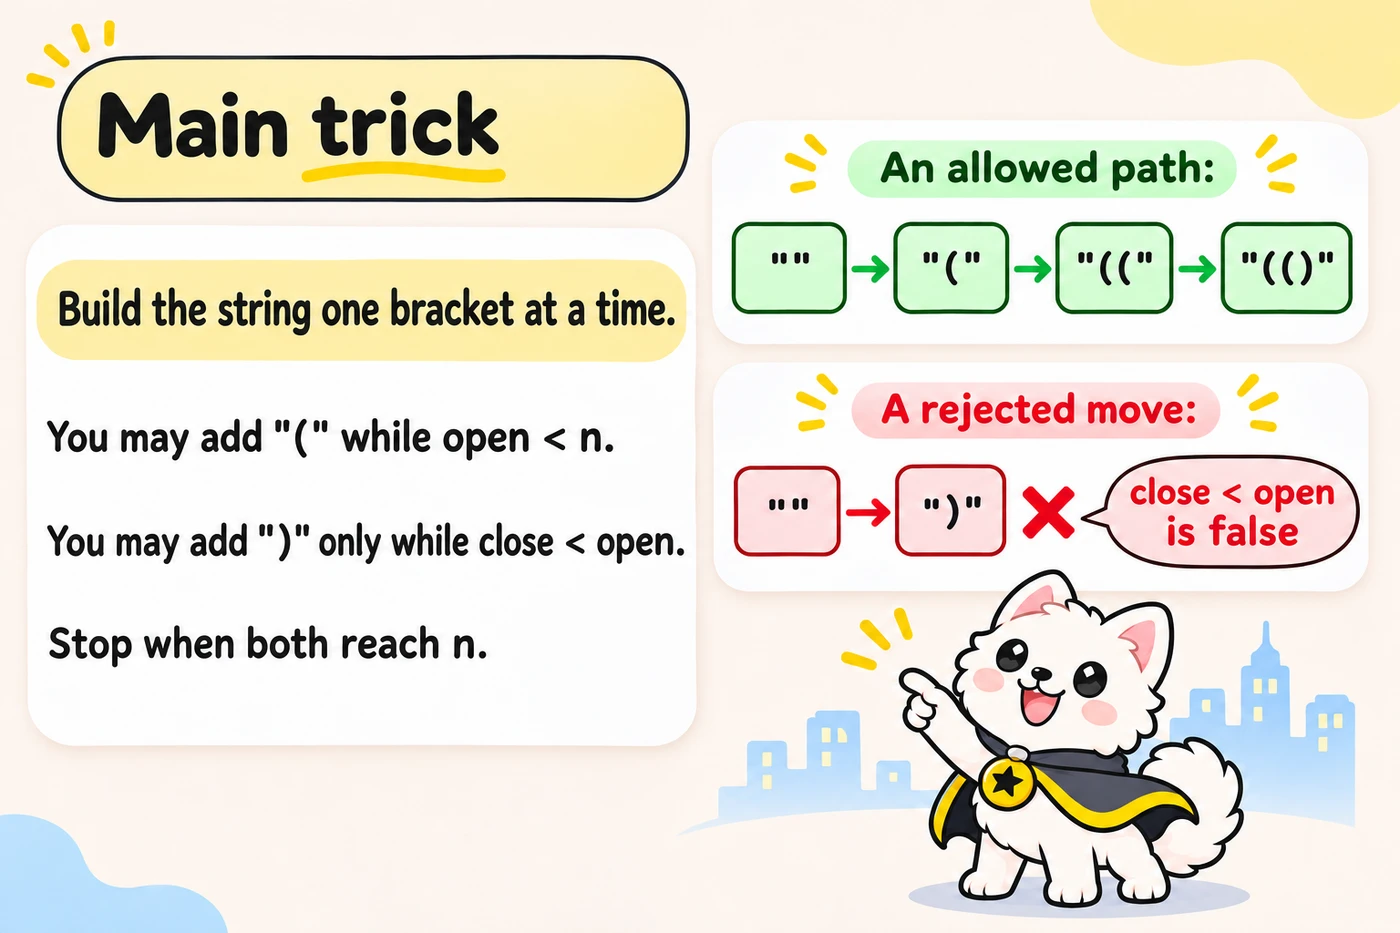 Main trick
Build the string one bracket at a time.
You may add "(" while open < n.
You may add ")" only while close < open.
Stop when both reach n.
An allowed path:
"" → "(" → "((" → "(()"
A rejected move:
"" → ")" ✖ close < open
is false